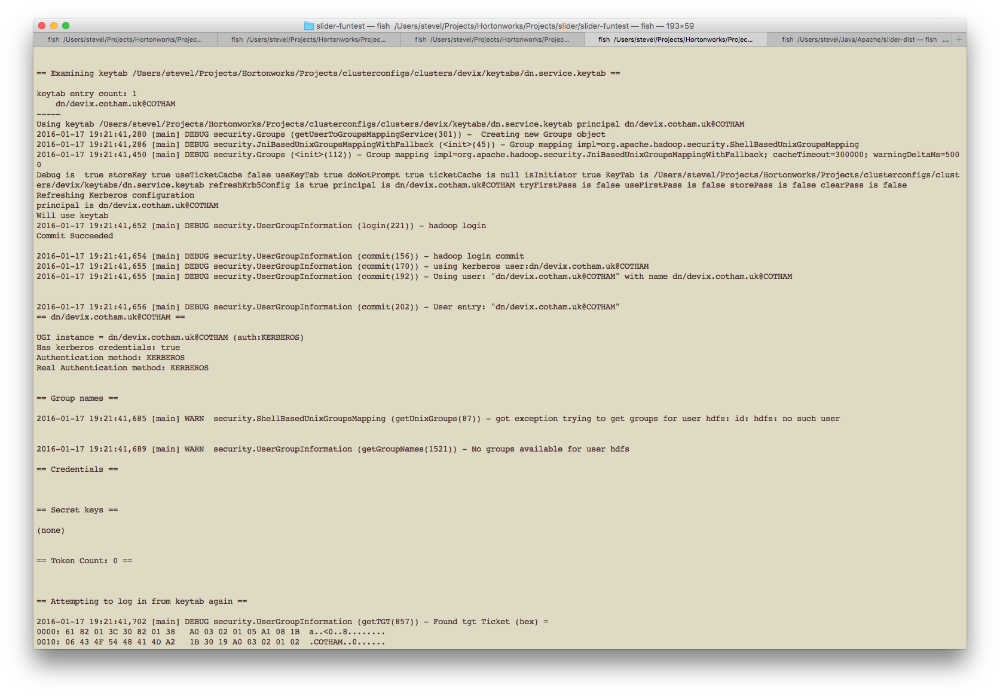 slider-funtest — fish  /Users/stevel/Projects/Hortonworks/Projects/slider/slider-funtest — fish — 193×59
fish  /Users/stevel/Projects/Hortonworks/Projec...
fish  /Users/stevel/Projects/Hortonworks/Projec...
fish  /Users/stevel/Projects/Hortonworks/Projec...
fish  /Users/stevel/Projects/Hortonworks/Projec...
fish  /Users/stevel/Java/Apache/slider-dist — fish ...
== Examining keytab /Users/stevel/Projects/Hortonworks/Projects/clusterconfigs/clusters/devix/keytabs/dn.service.keytab ==
keytab entry count: 1
    dn/devix.cotham.uk@COTHAM
-----
Using keytab /Users/stevel/Projects/Hortonworks/Projects/clusterconfigs/clusters/devix/keytabs/dn.service.keytab principal dn/devix.cotham.uk@COTHAM
2016-01-17 19:21:41,280 [main] DEBUG security.Groups (getUserToGroupsMappingService(301)) -  Creating new Groups object
2016-01-17 19:21:41,286 [main] DEBUG security.JniBasedUnixGroupsMappingWithFallback (<init>(45)) - Group mapping impl=org.apache.hadoop.security.ShellBasedUnixGroupsMapping
2016-01-17 19:21:41,450 [main] DEBUG security.Groups (<init>(112)) - Group mapping impl=org.apache.hadoop.security.JniBasedUnixGroupsMappingWithFallback; cacheTimeout=300000; warningDeltaMs=500
0
Debug is  true storeKey true useTicketCache false useKeyTab true doNotPrompt true ticketCache is null isInitiator true KeyTab is /Users/stevel/Projects/Hortonworks/Projects/clusterconfigs/clust
ers/devix/keytabs/dn.service.keytab refreshKrb5Config is true principal is dn/devix.cotham.uk@COTHAM tryFirstPass is false useFirstPass is false storePass is false clearPass is false
Refreshing Kerberos configuration
principal is dn/devix.cotham.uk@COTHAM
Will use keytab
2016-01-17 19:21:41,652 [main] DEBUG security.UserGroupInformation (login(221)) - hadoop login
Commit Succeeded
2016-01-17 19:21:41,654 [main] DEBUG security.UserGroupInformation (commit(156)) - hadoop login commit
2016-01-17 19:21:41,655 [main] DEBUG security.UserGroupInformation (commit(170)) - using kerberos user:dn/devix.cotham.uk@COTHAM
2016-01-17 19:21:41,655 [main] DEBUG security.UserGroupInformation (commit(192)) - Using user: "dn/devix.cotham.uk@COTHAM" with name dn/devix.cotham.uk@COTHAM
2016-01-17 19:21:41,656 [main] DEBUG security.UserGroupInformation (commit(202)) - User entry: "dn/devix.cotham.uk@COTHAM"
== dn/devix.cotham.uk@COTHAM ==
UGI instance = dn/devix.cotham.uk@COTHAM (auth:KERBEROS)
Has kerberos credentials: true
Authentication method: KERBEROS
Real Authentication method: KERBEROS
== Group names ==
2016-01-17 19:21:41,685 [main] WARN  security.ShellBasedUnixGroupsMapping (getUnixGroups(87)) - got exception trying to get groups for user hdfs: id: hdfs: no such user
2016-01-17 19:21:41,689 [main] WARN  security.UserGroupInformation (getGroupNames(1521)) - No groups available for user hdfs
== Credentials ==
== Secret keys ==
(none)
== Token Count: 0 ==
== Attempting to log in from keytab again ==
2016-01-17 19:21:41,702 [main] DEBUG security.UserGroupInformation (getTGT(857)) - Found tgt Ticket (hex) =
0000: 61 82 01 3C 30 82 01 38   A0 03 02 01 05 A1 08 1B  a..<0..8........
0010: 06 43 4F 54 48 41 4D A2   1B 30 19 A0 03 02 01 02  .COTHAM..0......